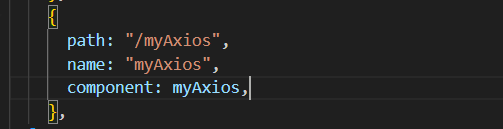 },
{
path: "/myAxios",
name: "myAxios",
component: myAxios,
},